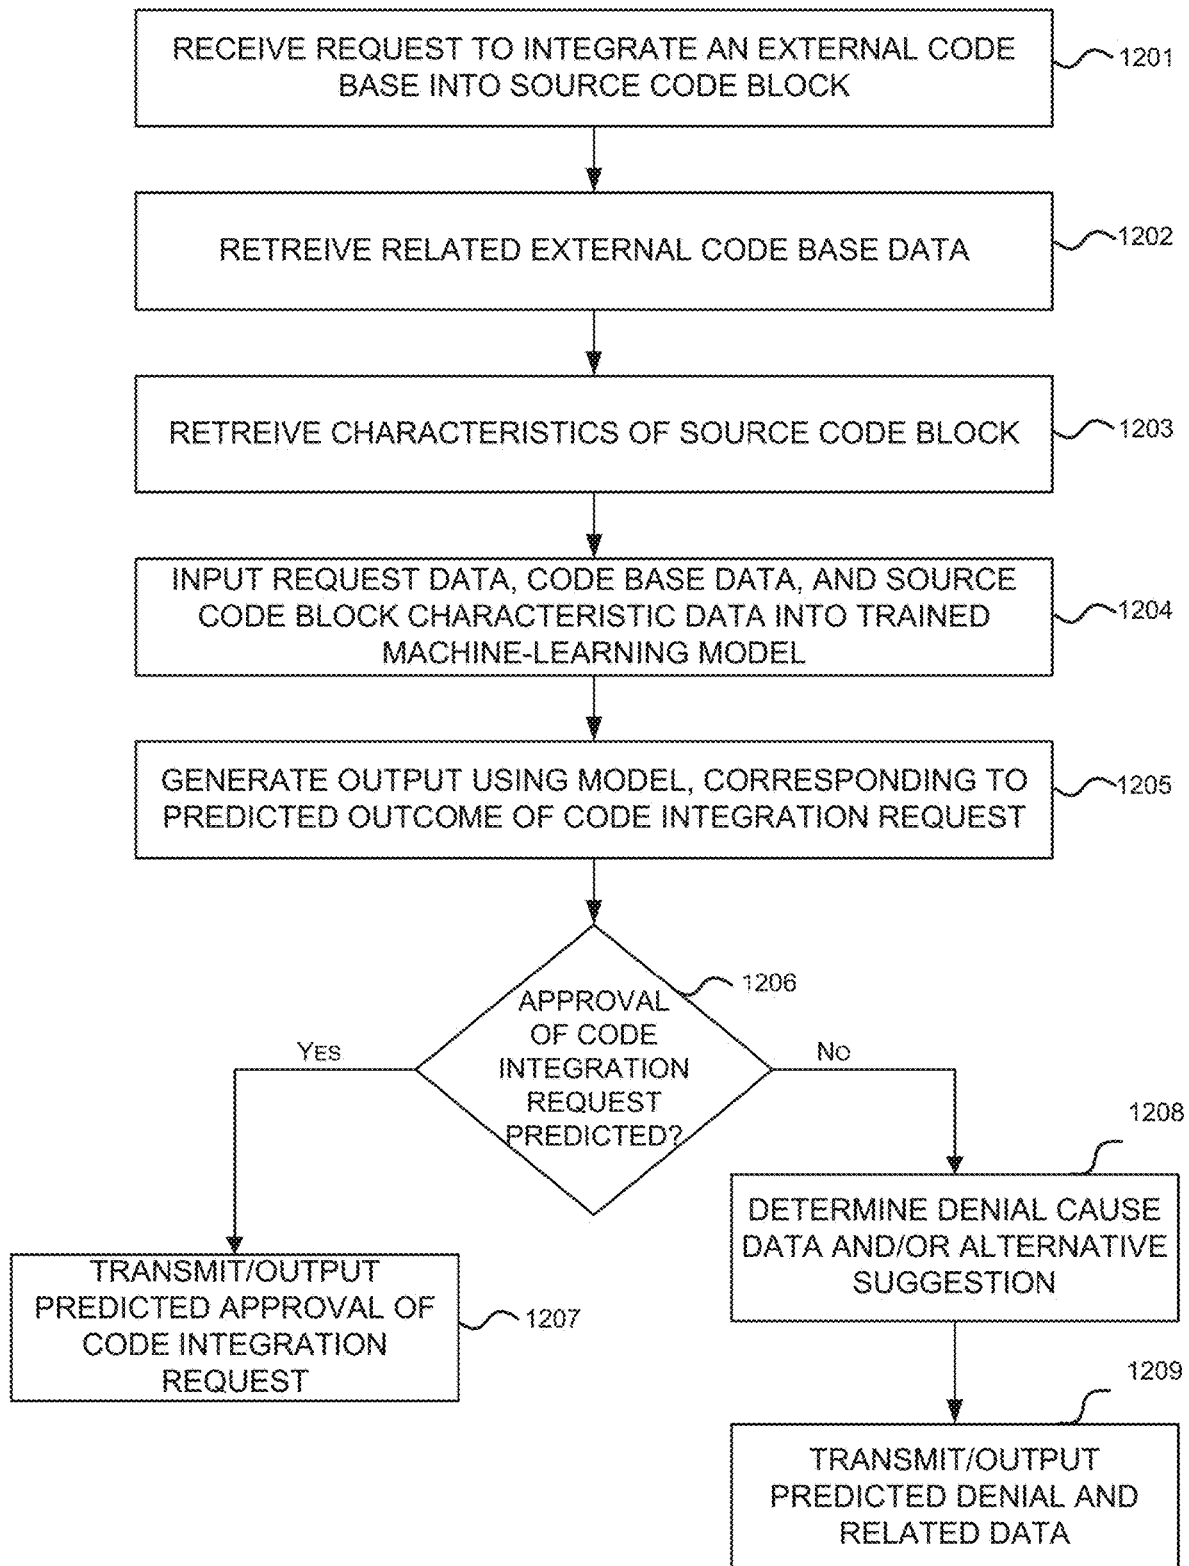 RECEIVE REQUEST TO INTEGRATE AN EXTERNAL CODE
BASE INTO SOURCE CODE BLOCK
1201
RETREIVE RELATED EXTERNAL CODE BASE DATA
1202
RETREIVE CHARACTERISTICS OF SOURCE CODE BLOCK
1203
INPUT REQUEST DATA, CODE BASE DATA, AND SOURCE
CODE BLOCK CHARACTERISTIC DATA INTO TRAINED
MACHINE-LEARNING MODEL
1204
GENERATE OUTPUT USING MODEL, CORRESPONDING TO
PREDICTED OUTCOME OF CODE INTEGRATION REQUEST
1205
1206
APPROVAL
OF CODE
INTEGRATION
REQUEST
PREDICTED?
YES
NO
TRANSMIT/OUTPUT
PREDICTED APPROVAL OF
CODE INTEGRATION
REQUEST
1207
1208
DETERMINE DENIAL CAUSE
DATA AND/OR ALTERNATIVE
SUGGESTION
1209
TRANSMIT/OUTPUT
PREDICTED DENIAL AND
RELATED DATA